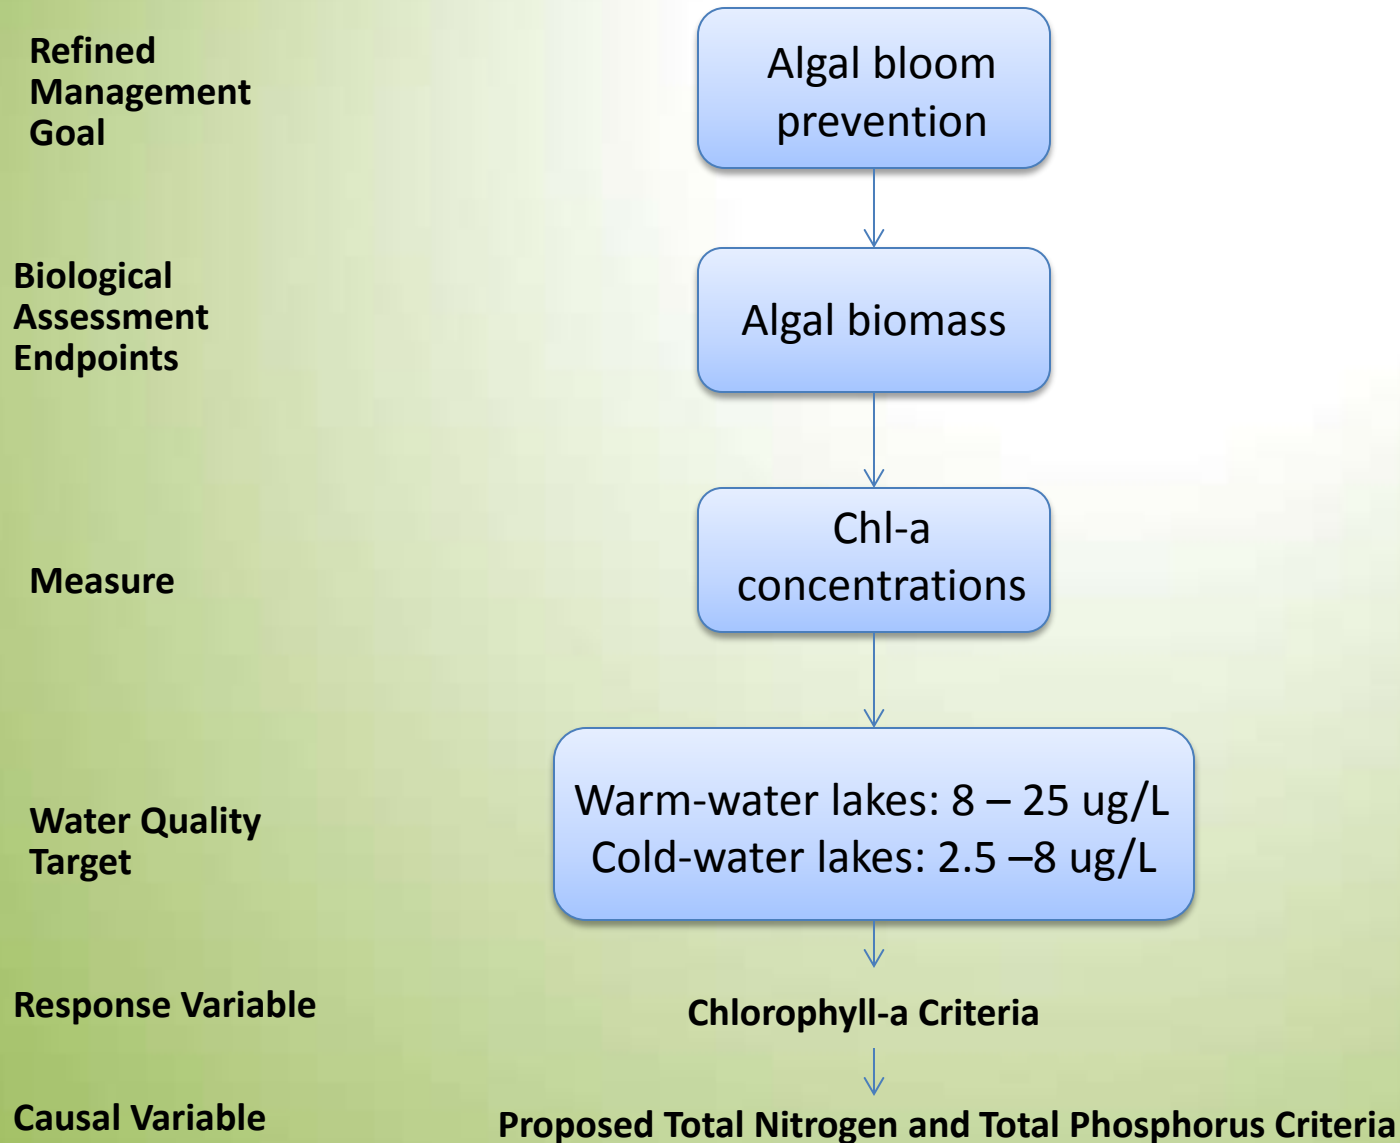 Refined
Management
Goal
Algal bloom
prevention
Biological
Assessment
Endpoints
Algal biomass
Measure
Chl-a
concentrations
Water Quality
Target
Warm-water lakes: 8 – 25 ug/L
Cold-water lakes: 2.5 –8 ug/L
Response Variable
Chlorophyll-a Criteria
Causal Variable
Proposed Total Nitrogen and Total Phosphorus Criteria